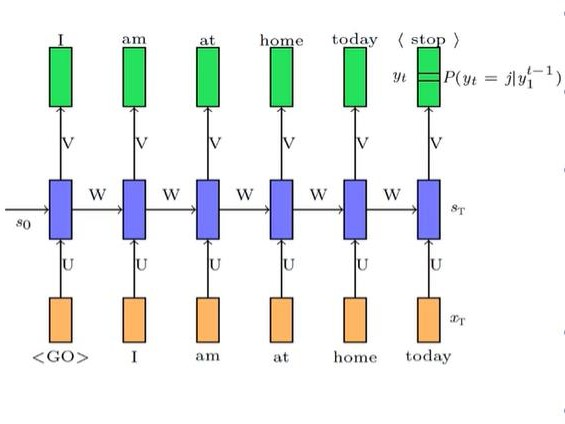 I am at home today ⟨ stop ⟩
y_t P(y_t = j|y_1^{t-1})
V V V V V V
W W W W W
s_0 s_T
U U U U U U
x_T
<GO> I am at home today